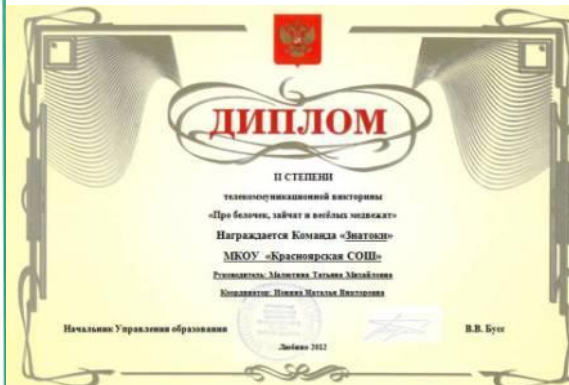 ДИПЛОМ
II СТЕПЕНИ
телекоммуникационной викторины
«Про белочек, зайчат и весёлых медвежат»
Награждается Команда «Знатоки»
МКОУ «Красноярская СОШ»
Руководитель: Малютина Татьяна Михайловна
Координатор: Наталья Викторовна
Начальник Управления образования
В.В. Бусс
Любино 2012